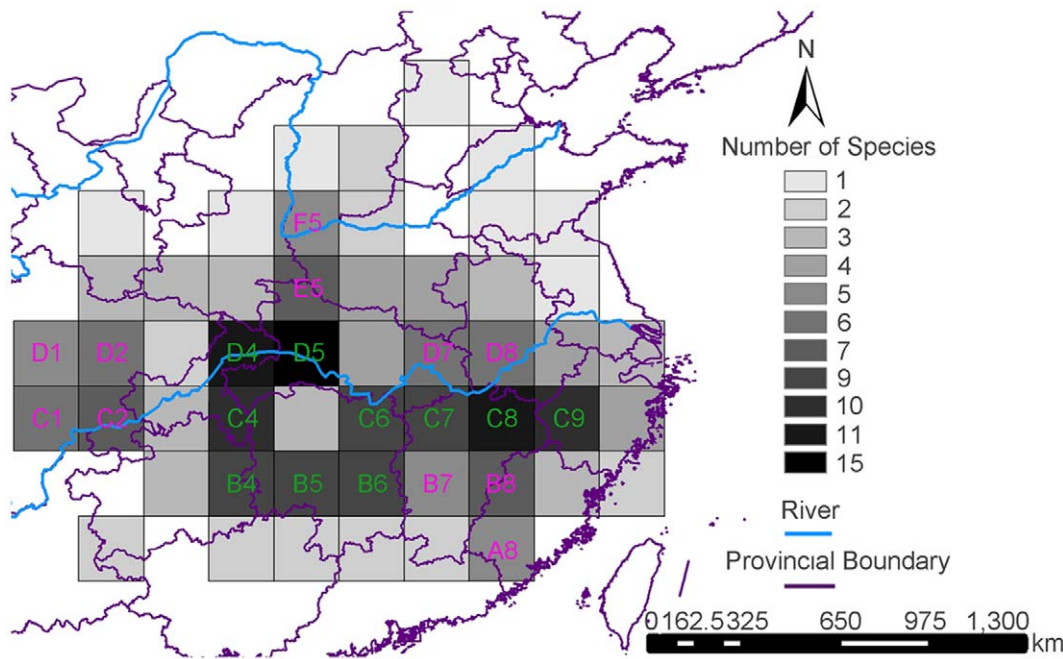 N
Number of Species
1
2
3
4
5
6
7
9
10
11
15
River
Provincial Boundary
0162.5325 650 975 1,300
km
F5
E5
D1 D2 D4 D5 D7 D8
C1 C2 C4 C6 C7 C8 C9
B4 B5 B6 B7 B8
A8